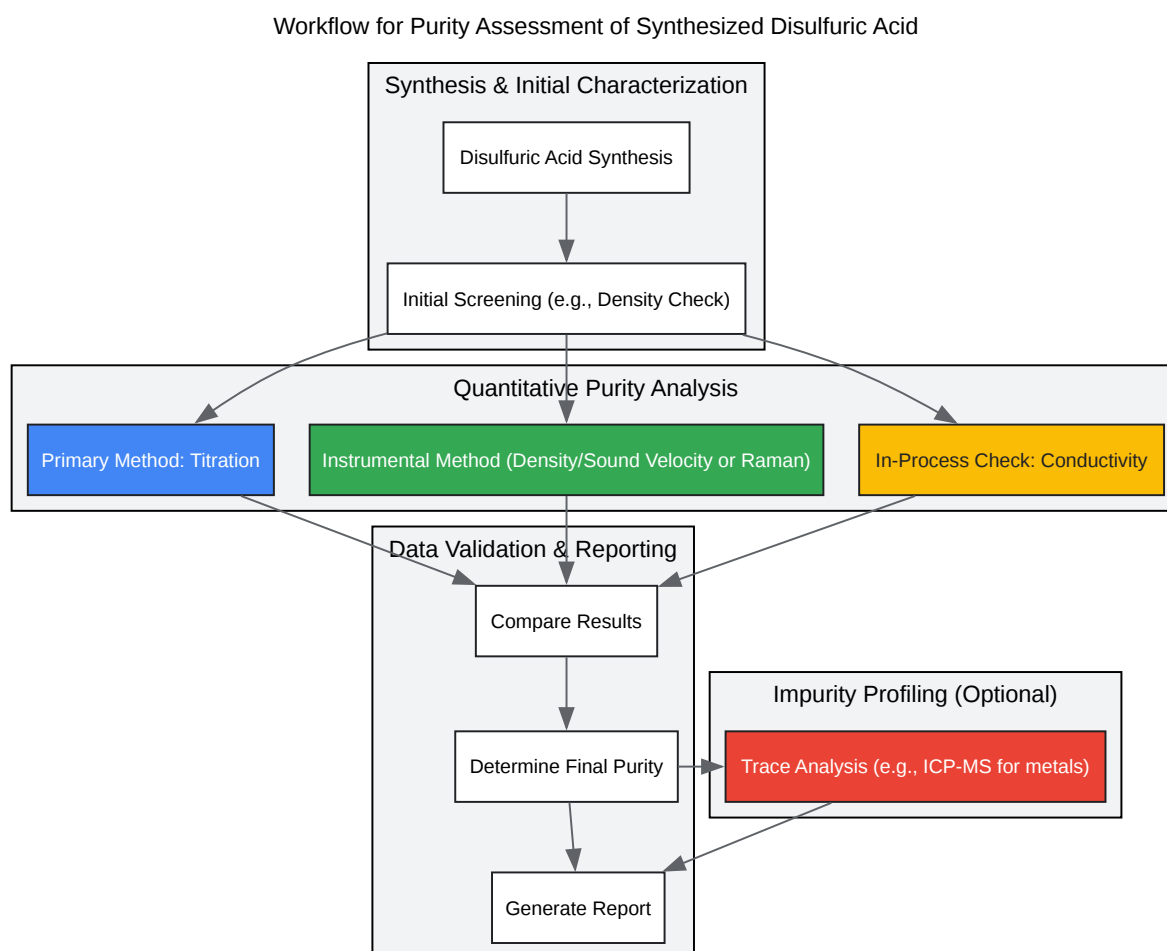 Workflow for Purity Assessment of Synthesized Disulfuric Acid
Synthesis & Initial Characterization
Disulfuric Acid Synthesis
Initial Screening (e.g., Density Check)
Quantitative Purity Analysis
Primary Method: Titration
Instrumental Method (Density/Sound Velocity or Raman)
In-Process Check: Conductivity
Data Validation & Reporting
Compare Results
Impurity Profiling (Optional)
Determine Final Purity
Trace Analysis (e.g., ICP-MS for metals)
Generate Report